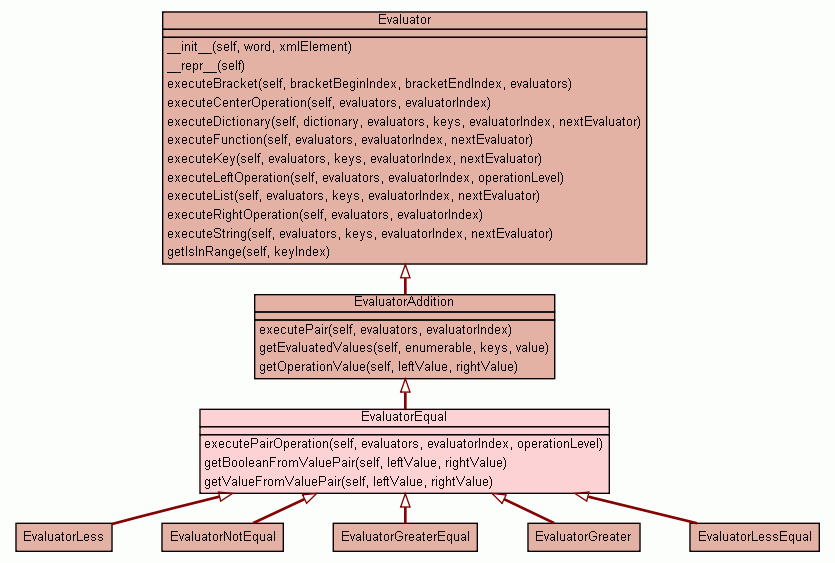 Evaluator
__init__(self, word, xmlElement)
__repr__(self)
executeBracket(self, bracketBeginIndex, bracketEndIndex, evaluators)
executeCenterOperation(self, evaluators, evaluatorIndex)
executeDictionary(self, dictionary, evaluators, keys, evaluatorIndex, nextEvaluator)
executeFunction(self, evaluators, evaluatorIndex, nextEvaluator)
executeKey(self, evaluators, keys, evaluatorIndex, nextEvaluator)
executeLeftOperation(self, evaluators, evaluatorIndex, operationLevel)
executeList(self, evaluators, keys, evaluatorIndex, nextEvaluator)
executeRightOperation(self, evaluators, evaluatorIndex)
executeString(self, evaluators, keys, evaluatorIndex, nextEvaluator)
getIsInRange(self, keyIndex)
EvaluatorAddition
executePair(self, evaluators, evaluatorIndex)
getEvaluatedValues(self, enumerable, keys, value)
getOperationValue(self, leftValue, rightValue)
EvaluatorEqual
executePairOperation(self, evaluators, evaluatorIndex, operationLevel)
getBooleanFromValuePair(self, leftValue, rightValue)
getValueFromValuePair(self, leftValue, rightValue)
EvaluatorLess
EvaluatorNotEqual
EvaluatorGreaterEqual
EvaluatorGreater
EvaluatorLessEqual